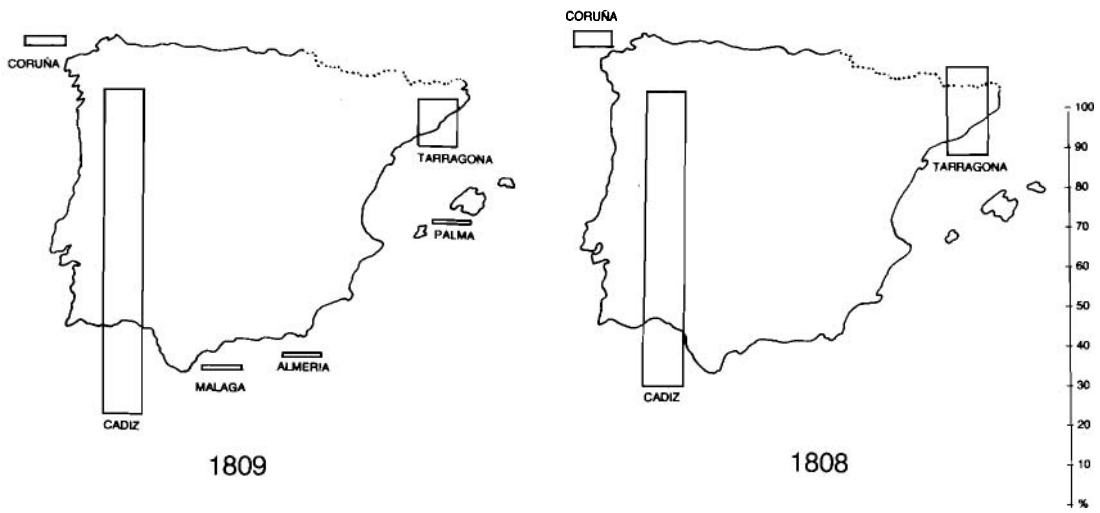 CORUÑA
TARRAGONA
PALMA
ALMERIA
MALAGA
CADIZ
1809
CORUÑA
TARRAGONA
CADIZ
1808
100
90
80
70
60
50
40
30
20
10
%